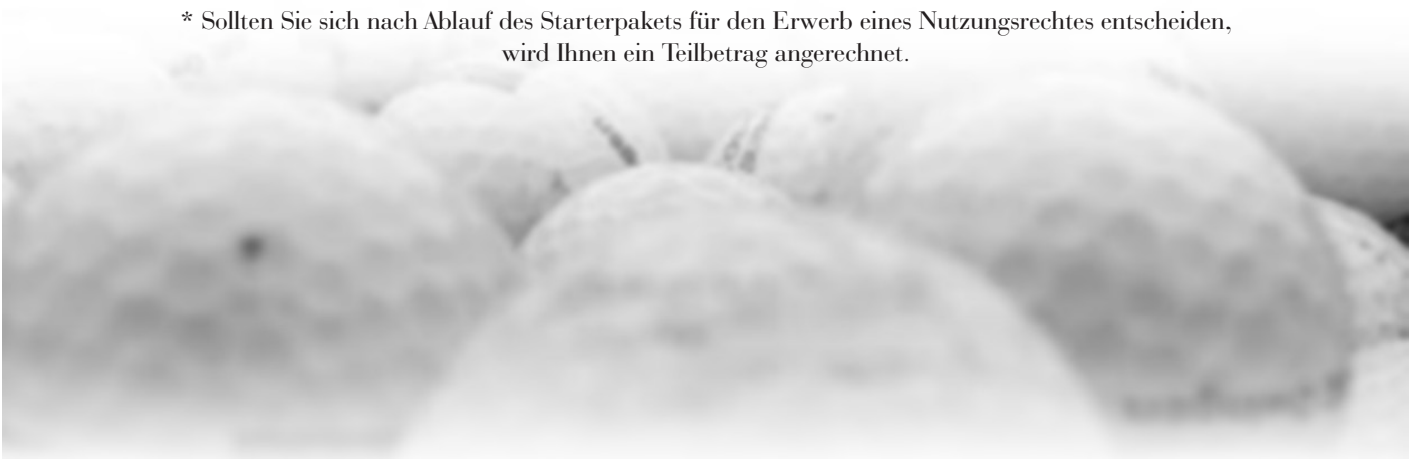 * Sollten Sie sich nach Ablauf des Starterpakets für den Erwerb eines Nutzungsrechtes entscheiden,
wird Ihnen ein Teilbetrag angerechnet.